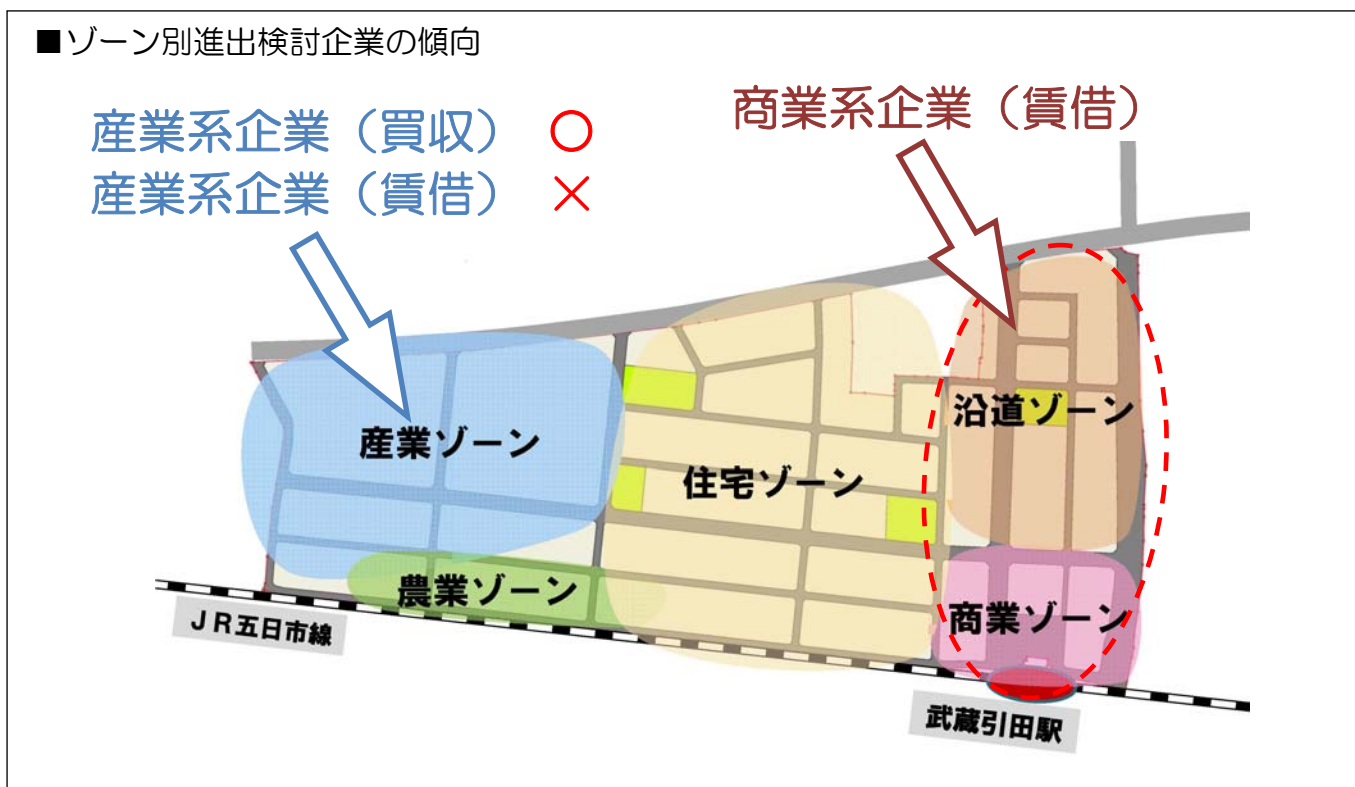 ■ゾーン別進出検討企業の傾向
産業系企業（買収） ○
産業系企業（賃借） ×
商業系企業（賃借）
沿道ゾーン
産業ゾーン
住宅ゾーン
農業ゾーン
商業ゾーン
ＪＲ五日市線
武蔵引田駅